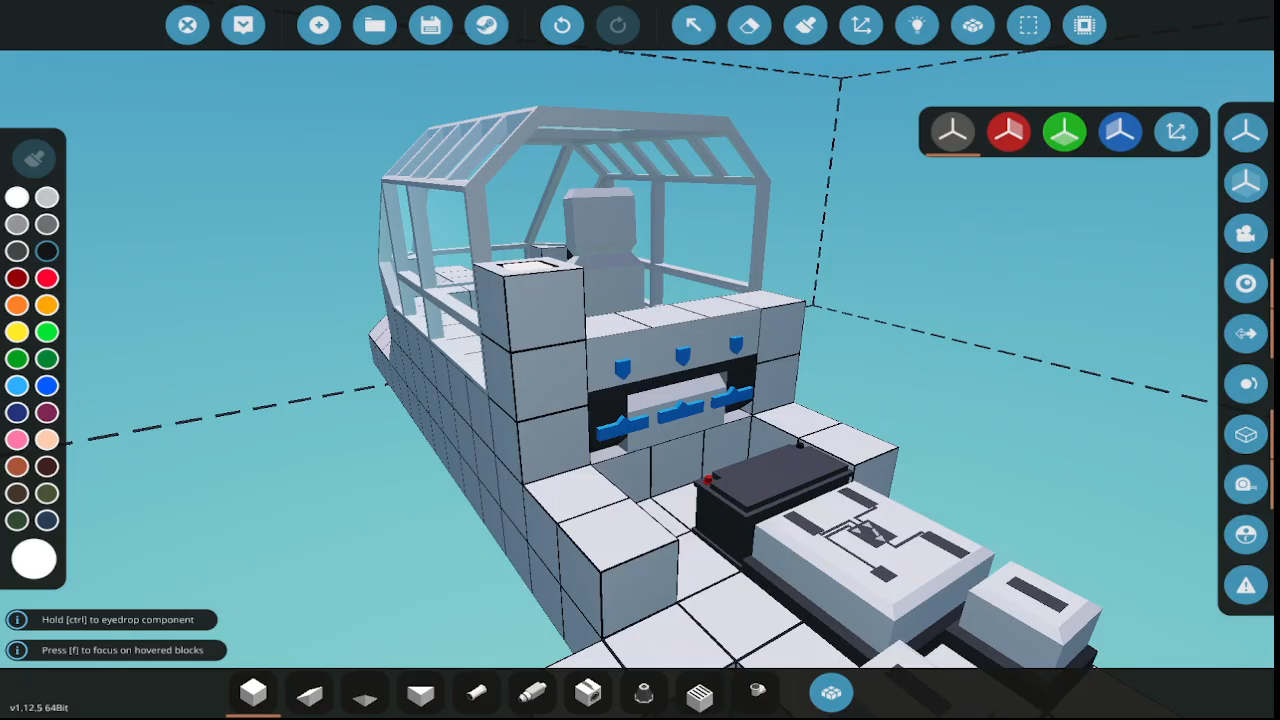 Hold [ctrl] to eyedrop component
Press [f] to focus on hovered blocks
v1.12.5 64Bit